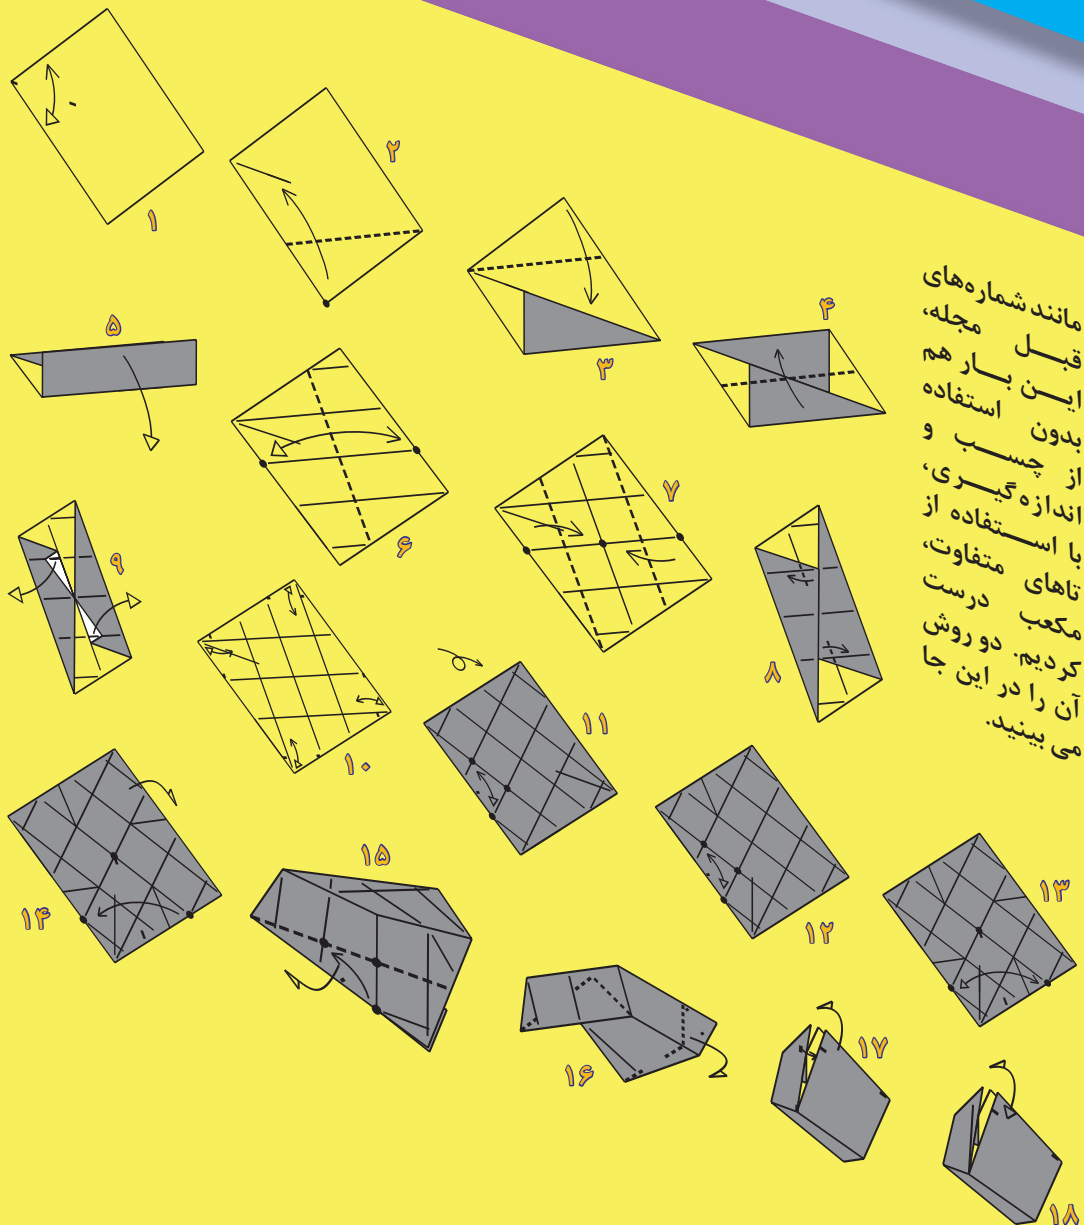 ۱
۲
۳
۴
۵
۶
۷
۸
۹
۱۰
۱۱
۱۲
۱۳
۱۴
۱۵
۱۶
۱۷
۱۸
مانند شماره‌های
قبل مجله،
این بار هم
بدون استفاده
از چسب و
اندازه‌گیری،
با استفاده از
تاهای متفاوت،
مکعب درست
کردیم. دو روش
آن را در این جا
می بینید.